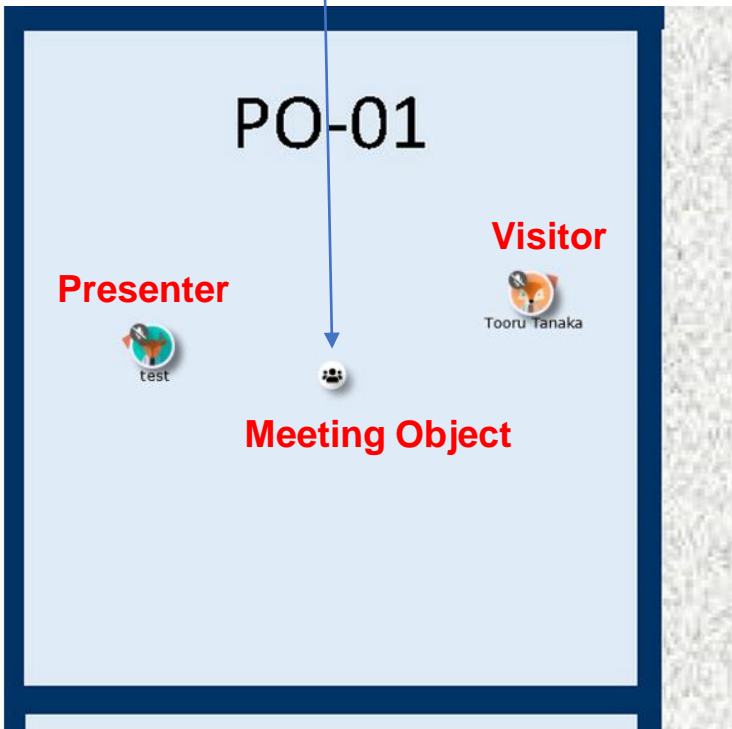 PO-01
Visitor
Presenter
Tooru Tanaka
test
Meeting Object